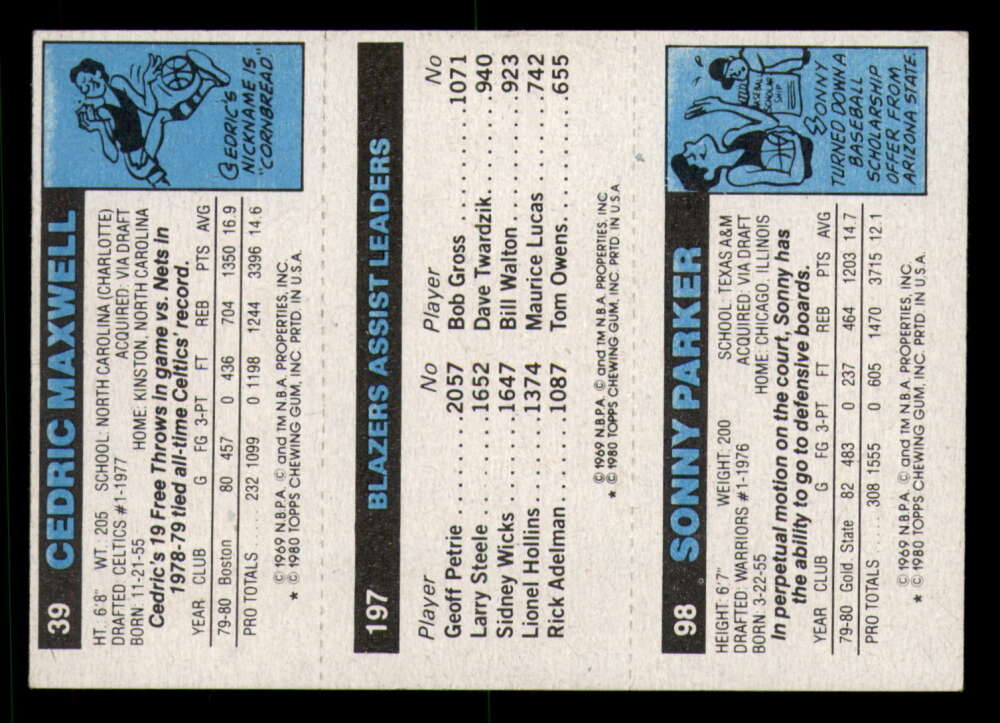 39 CEDRIC MAXWELL
HT. 6'8" WT. 205 SCHOOL: NORTH CAROLINA (CHARLOTTE)
DRAFTED: CELTICS #1-1977 ACQUIRED: VIA DRAFT
BORN: 11-21-55 HOME: KINSTON, NORTH CAROLINA
Cedric's 19 Free Throws in game vs. Nets in
1978-79 tied all-time Celtics' record.
YEAR CLUB G FG 3-PT FT REB PTS AVG
79-80 Boston 80 457 0 436 704 1350 16.9
PRO TOTALS..... 232 1099 0 1198 1244 3396 14.6
© 1969 N.B.P.A. © and TM N.B.A. PROPERTIES, INC.
* © 1980 TOPPS CHEWING GUM, INC. PRTD. IN U.S.A.
CEDRIC'S
NICKNAME IS
"CORNBREAD."
197 BLAZERS ASSIST LEADERS
Player No Player No
Geoff Petrie ........2057 Bob Gross .........1071
Larry Steele ........1652 Dave Twardzik.......940
Sidney Wicks ........1647 Bill Walton .........923
Lionel Hollins ......1374 Maurice Lucas ......742
Rick Adelman ......1087 Tom Owens.........655
© 1969 N.B.P.A. © and TM N.B.A. PROPERTIES, INC.
* © 1980 TOPPS CHEWING GUM, INC. PRTD IN U.S.A.
98 SONNY PARKER
HEIGHT: 6'7" WEIGHT: 200 SCHOOL: TEXAS A&M
DRAFTED: WARRIORS #1-1976 ACQUIRED: VIA DRAFT
BORN: 3-22-55 HOME: CHICAGO, ILLINOIS
In perpetual motion on the court, Sonny has
the ability to go to defensive boards.
YEAR CLUB G FG 3-PT FT REB PTS AVG
79-80 Gold. State 82 483 0 237 464 1203 14.7
PRO TOTALS ..... 308 1555 0 605 1470 3715 12.1
© 1969 N.B.P.A. © and TM N.B.A. PROPERTIES, INC.
* © 1980 TOPPS CHEWING GUM, INC. PRTD. IN U.S.A.
BASEBALL
SCHOLAR
SHIP
SONNY
TURNED DOWN A
BASEBALL
SCHOLARSHIP
OFFER FROM
ARIZONA STATE.